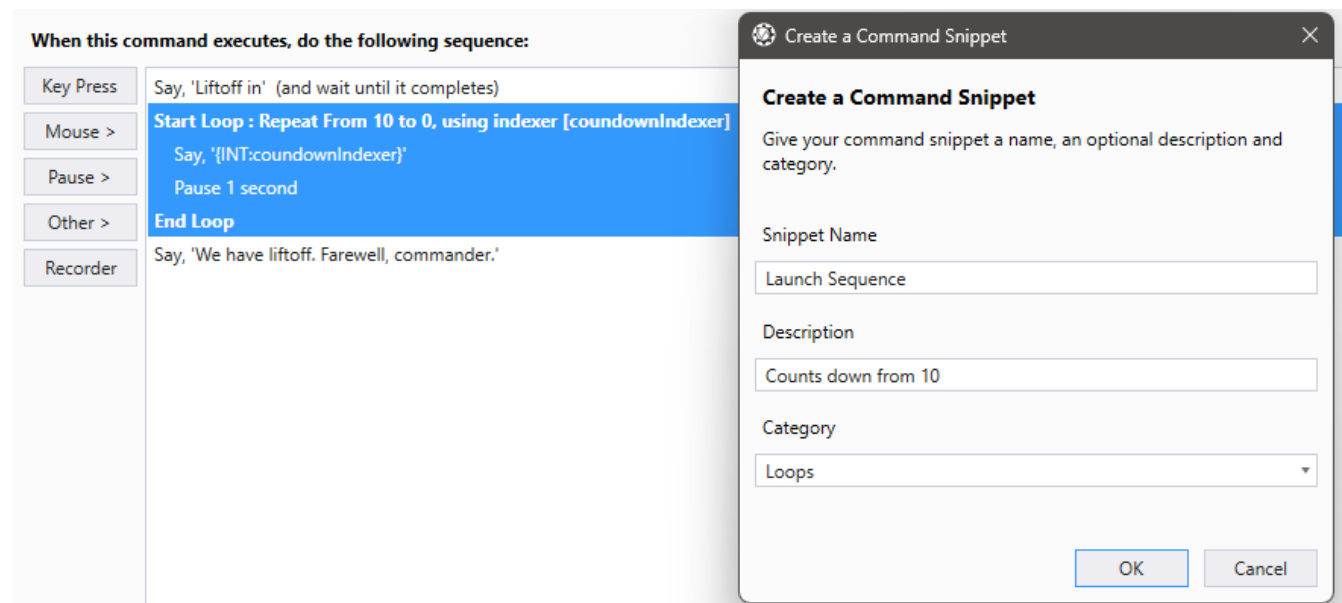 When this command executes, do the following sequence:
Key Press
Mouse >
Pause >
Other >
Recorder
Say, 'Liftoff in'  (and wait until it completes)
Start Loop : Repeat From 10 to 0, using indexer [coundownIndexer]
Say, '{INT:coundownIndexer}'
Pause 1 second
End Loop
Say, 'We have liftoff. Farewell, commander.'
Create a Command Snippet
Create a Command Snippet
Give your command snippet a name, an optional description and
category.
Snippet Name
Launch Sequence
Description
Counts down from 10
Category
Loops
OK
Cancel